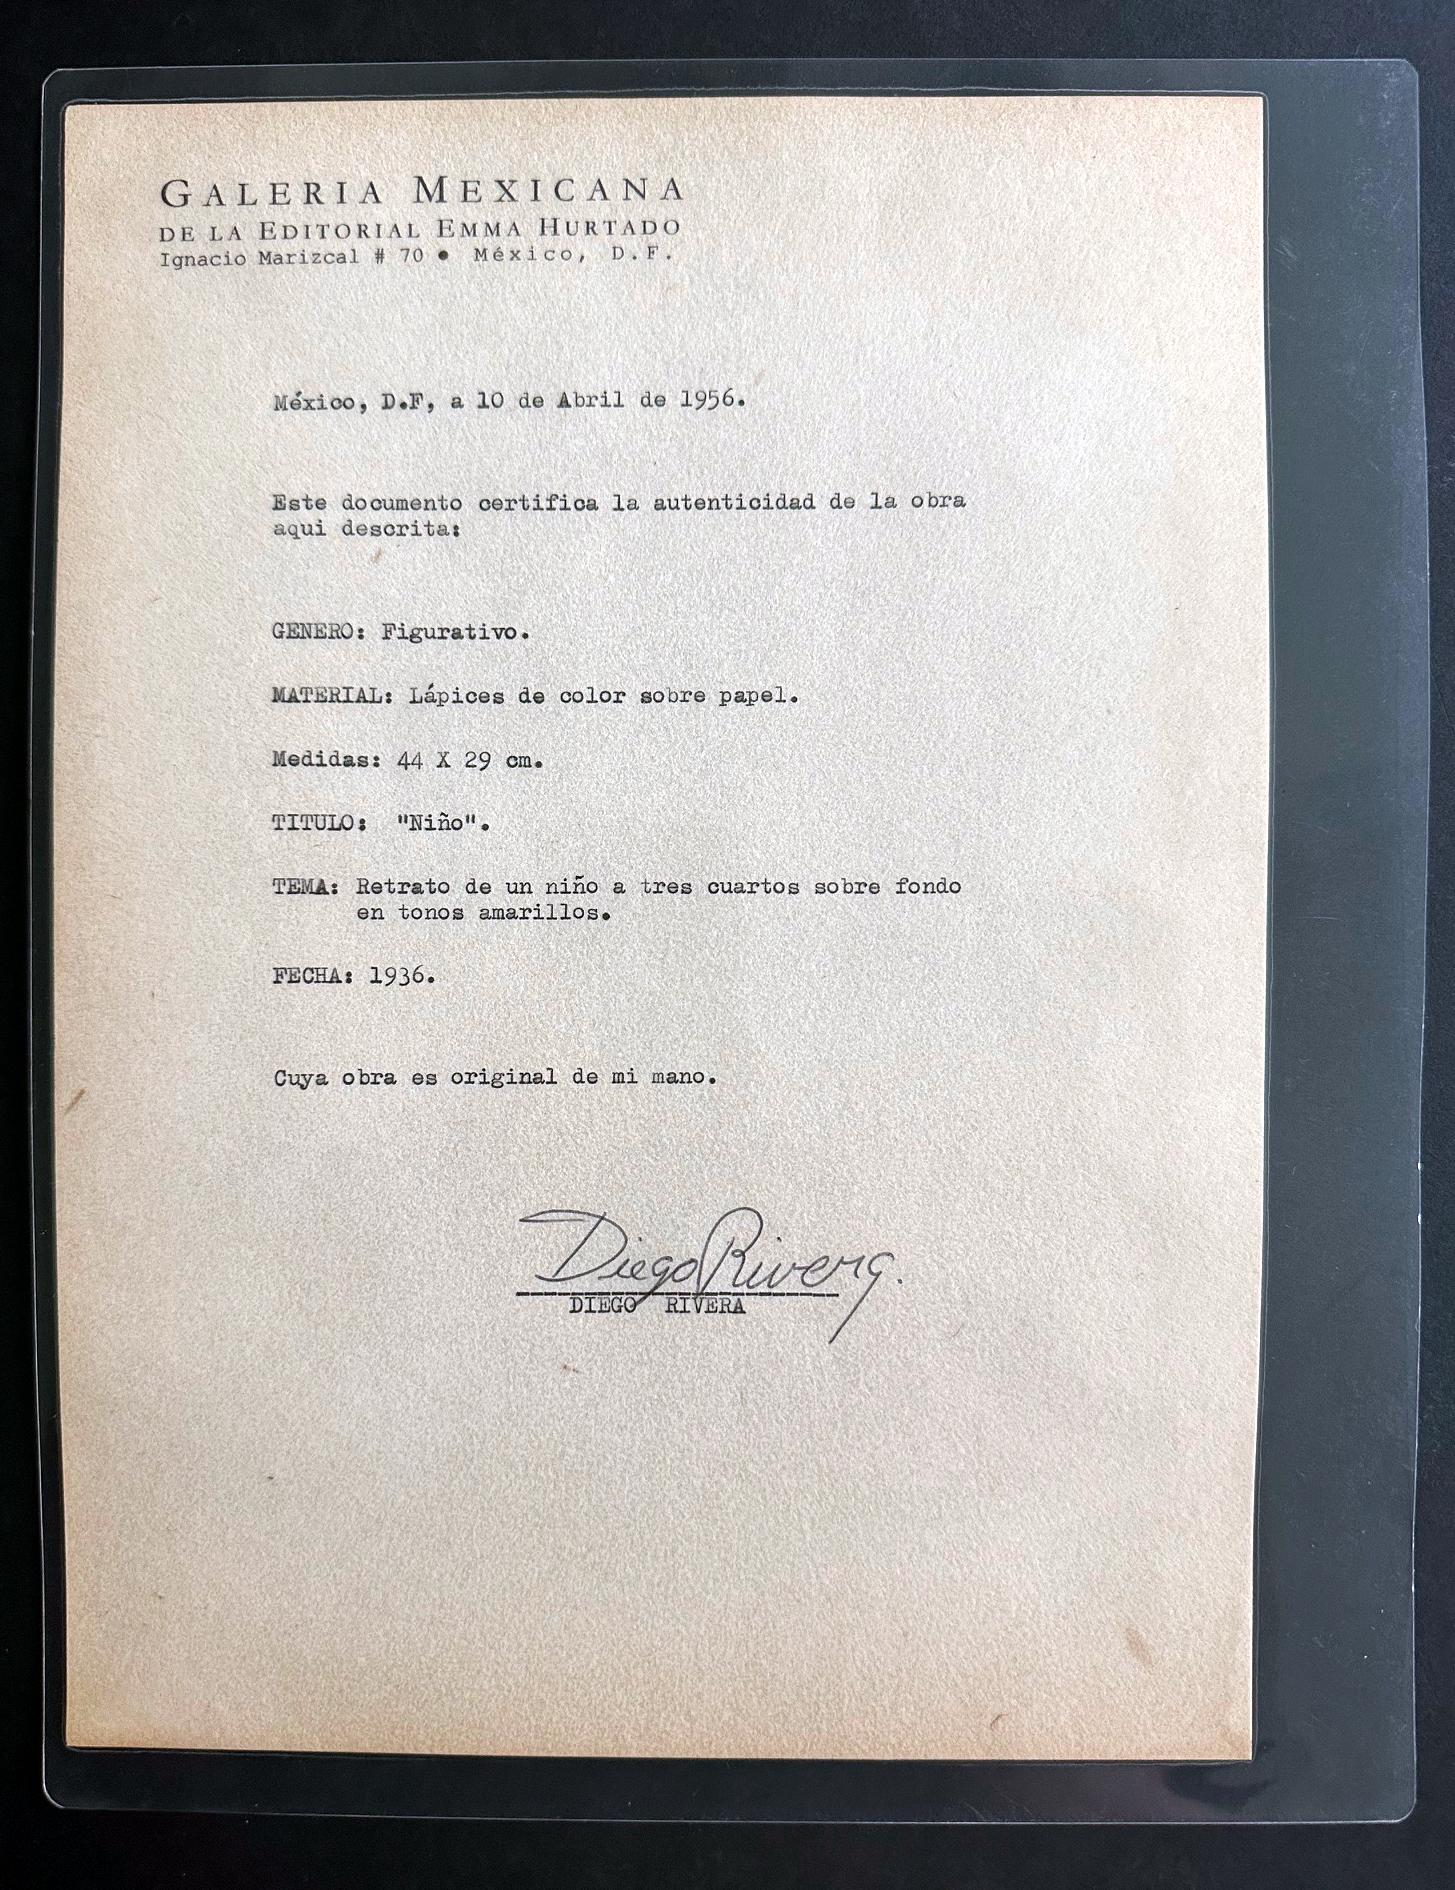 GALERIA MEXICANA
DE LA EDITORIAL EMMA HURTADO
Ignacio Marizcal # 70 • México, D.F.
México, D.F, a 10 de Abril de 1956.
Este documento certifica la autenticidad de la obra
aqui descrita:
GENERO: Figurativo.
MATERIAL: Lápices de color sobre papel.
Medidas: 44 X 29 cm.
TITULO: "Niño".
TEMA: Retrato de un niño a tres cuartos sobre fondo
en tonos amarillos.
FECHA: 1936.
Cuya obra es original de mi mano.
Diego Rivera.
DIEGO RIVERA